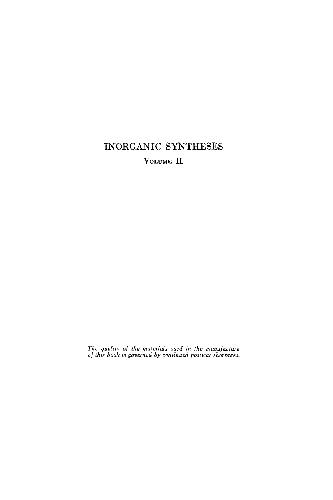 INORGANIC SYNTHESES
VOLUME II
The quality of the materials used in the manufacture
of this book is governed by continued postwar shortages.